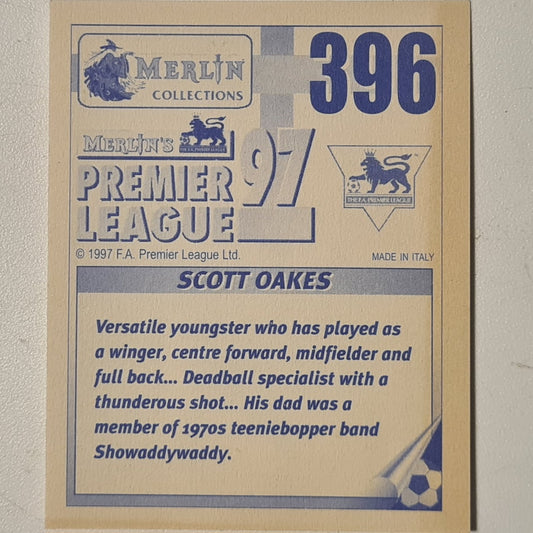 MERLIN
COLLECTIONS
396
MERLIN'S
PREMIER
LEAGUE
97
THE F.A. PREMIER LEAGUE
© 1997 F.A. Premier League Ltd.
MADE IN ITALY
SCOTT OAKES
Versatile youngster who has played as
a winger, centre forward, midfielder and
full back... Deadball specialist with a
thunderous shot... His dad was a
member of 1970s teeniebopper band
Showaddywaddy.